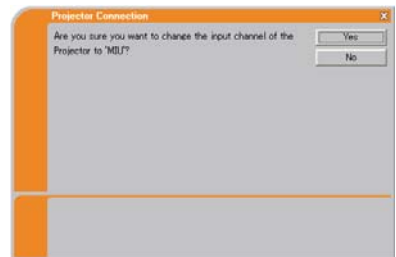 Projector Connection
x
Are you sure you want to change the input channel of the
Projector to 'MIU'?
Yes
No